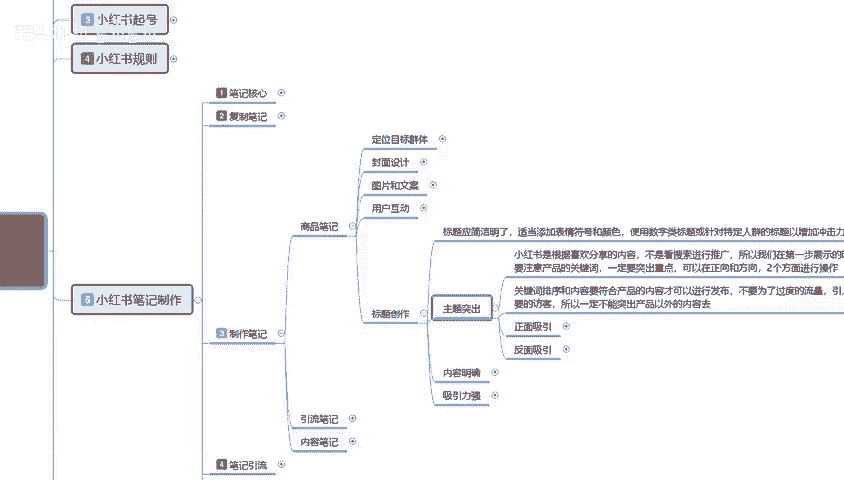 3 小红书起号
4 小红书规则
1 笔记核心
2 复制笔记
定位目标群体
封面设计
图片和文案
用户互动
商品笔记
标题应简洁明了，适当添加表情符号和颜色，使用数字类标题或针对特定人群的标题以增加冲击力
小红书是根据喜欢分享的内容，不是看搜索进行推广，所以我们在第一步展示的
要注意产品的关键词，一定要突出重点，可以在正向和方向，2个方面进行操作
5 小红书笔记制作
关键词排序和内容要符合产品的内容才可以进行发布，不要为了过度的流量，引
要的访客，所以一定不能突出产品以外的内容去
主题突出
标题创作
正面吸引
3 制作笔记
反面吸引
内容明确
吸引力强
引流笔记
内容笔记
4 笔记引流